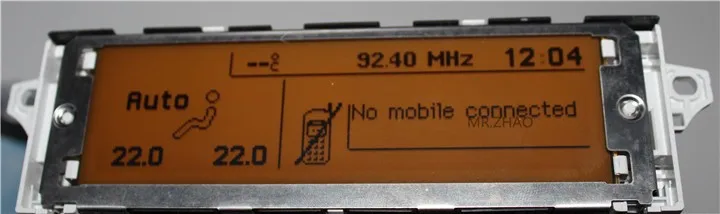 --°C 92.40 MHz 12:04
Auto
No mobile connected
MR.ZHAO
22.0 22.0